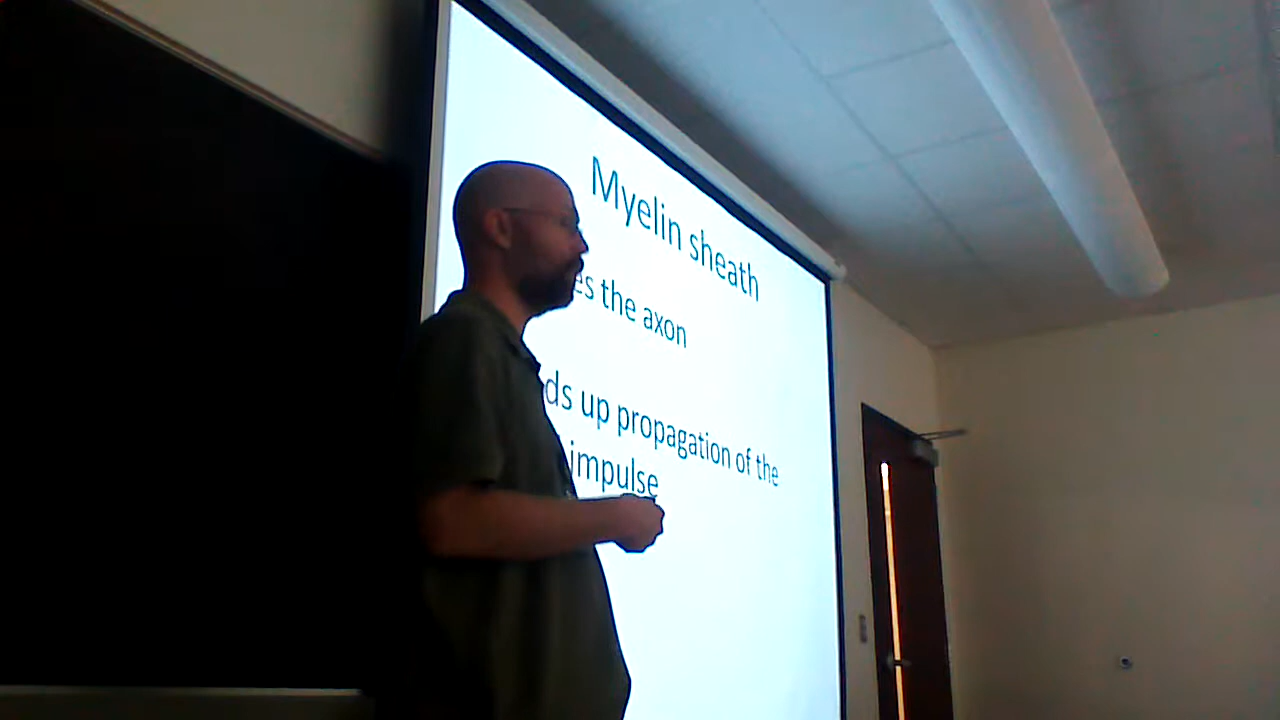 Myelin sheath
es the axon
ds up propagation of the
impulse